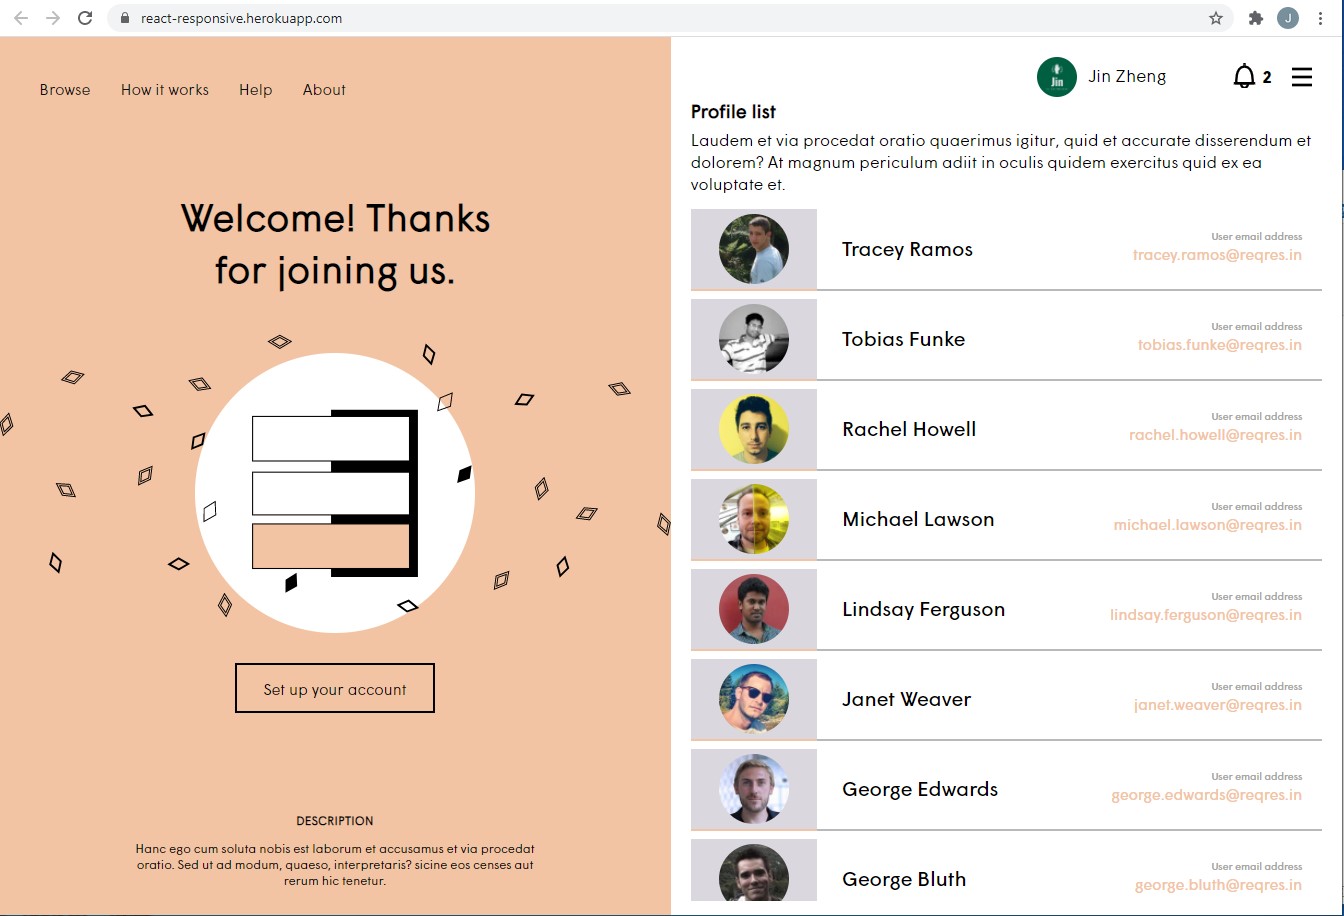 react-responsive.herokuapp.com
J
Browse How it works Help About
Welcome! Thanks
for joining us.
Set up your account
DESCRIPTION
Hanc ego cum soluta nobis est laborum et accusamus et via procedat
oratio. Sed ut ad modum, quaeso, interpretaris? sicine eos censes aut
rerum hic tenetur.
Jin
Jin Zheng
2
Profile list
Laudem et via procedat oratio quaerimus igitur, quid et accurate disserendum et
dolorem? At magnum periculum adiit in oculis quidem exercitus quid ex ea
voluptate et.
Tracey Ramos
User email address
tracey.ramos@reqres.in
Tobias Funke
User email address
tobias.funke@reqres.in
Rachel Howell
User email address
rachel.howell@reqres.in
Michael Lawson
User email address
michael.lawson@reqres.in
Lindsay Ferguson
User email address
lindsay.ferguson@reqres.in
Janet Weaver
User email address
janet.weaver@reqres.in
George Edwards
User email address
george.edwards@reqres.in
George Bluth
User email address
george.bluth@reqres.in